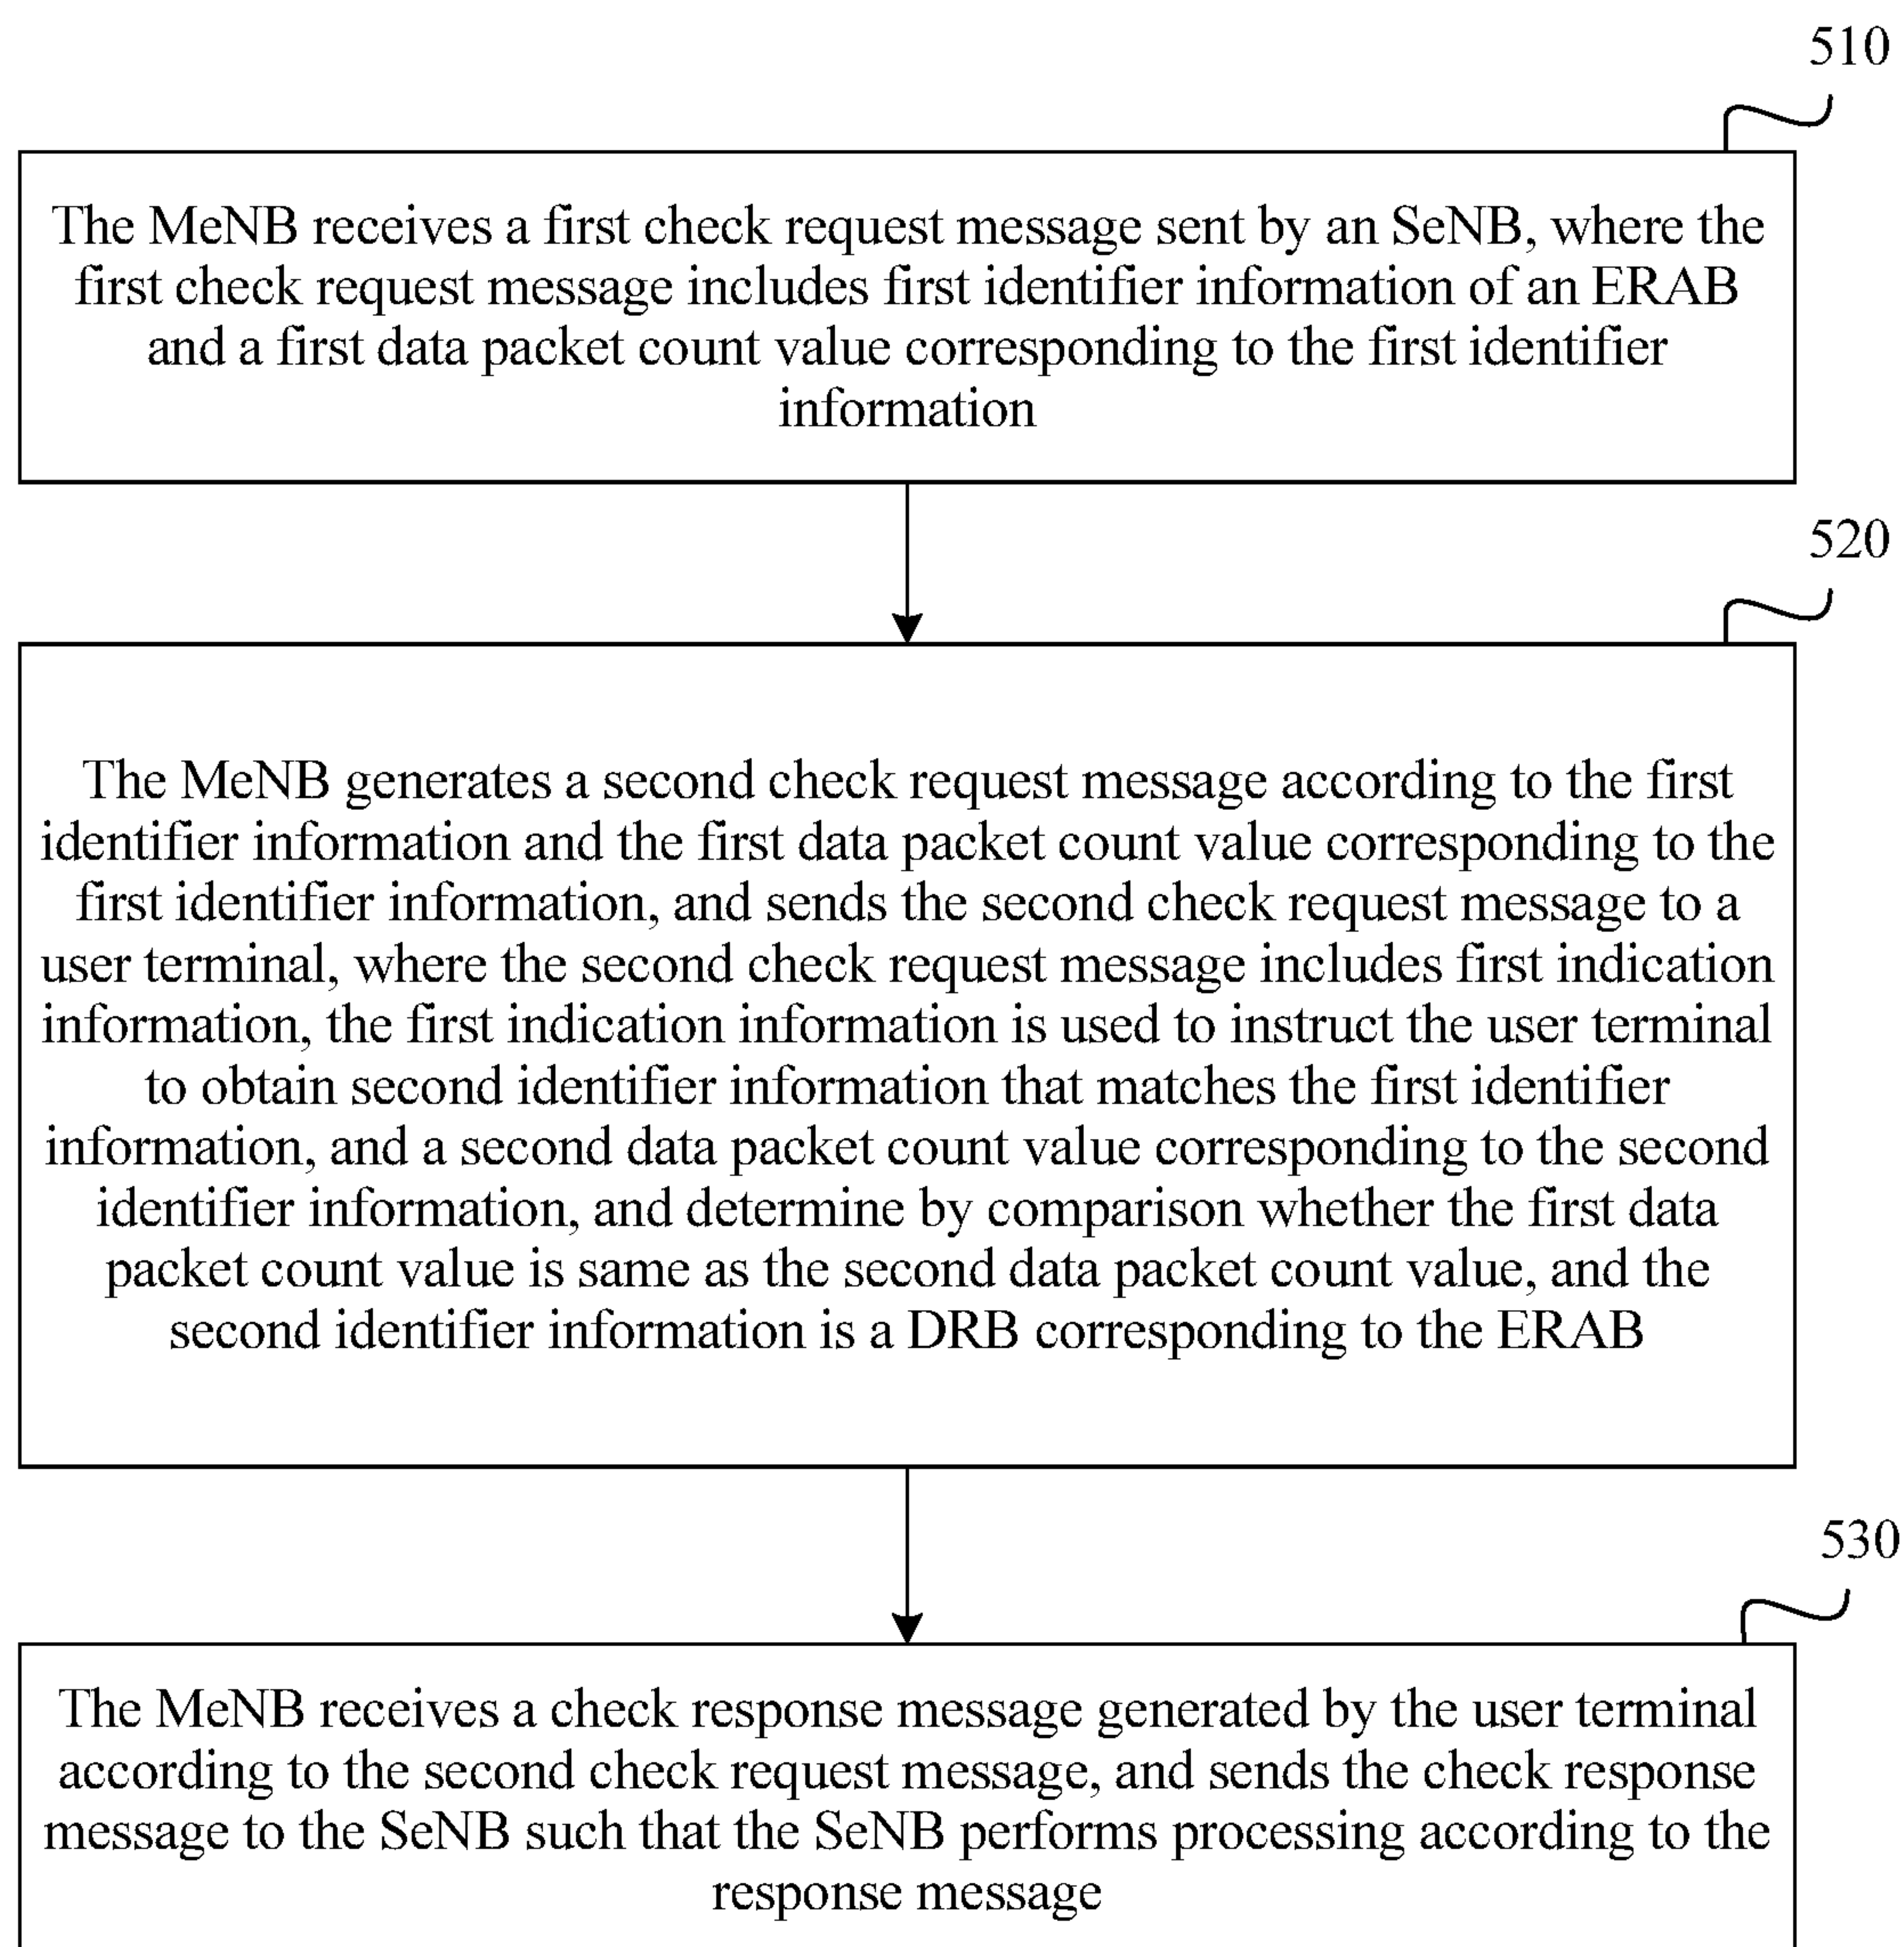 510
The MeNB receives a first check request message sent by an SeNB, where the
first check request message includes first identifier information of an ERAB
and a first data packet count value corresponding to the first identifier
information
520
The MeNB generates a second check request message according to the first
identifier information and the first data packet count value corresponding to the
first identifier information, and sends the second check request message to a
user terminal, where the second check request message includes first indication
information, the first indication information is used to instruct the user terminal
to obtain second identifier information that matches the first identifier
information, and a second data packet count value corresponding to the second
identifier information, and determine by comparison whether the first data
packet count value is same as the second data packet count value, and the
second identifier information is a DRB corresponding to the ERAB
530
The MeNB receives a check response message generated by the user terminal
according to the second check request message, and sends the check response
message to the SeNB such that the SeNB performs processing according to the
response message